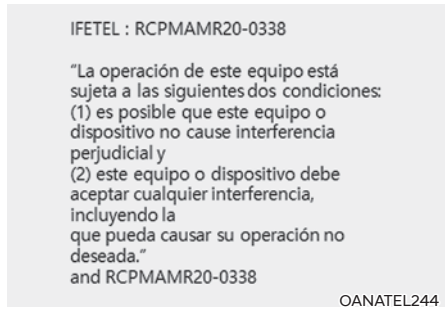 IFETEL : RCPMAMR20-0338
“La operación de este equipo está
sujeta a las siguientes dos condiciones:
(1) es posible que este equipo o
dispositivo no cause interferencia
perjudicial y
(2) este equipo o dispositivo debe
aceptar cualquier interferencia,
incluyendo la
que pueda causar su operación no
deseada.”
and RCPMAMR20-0338
OANATEL244